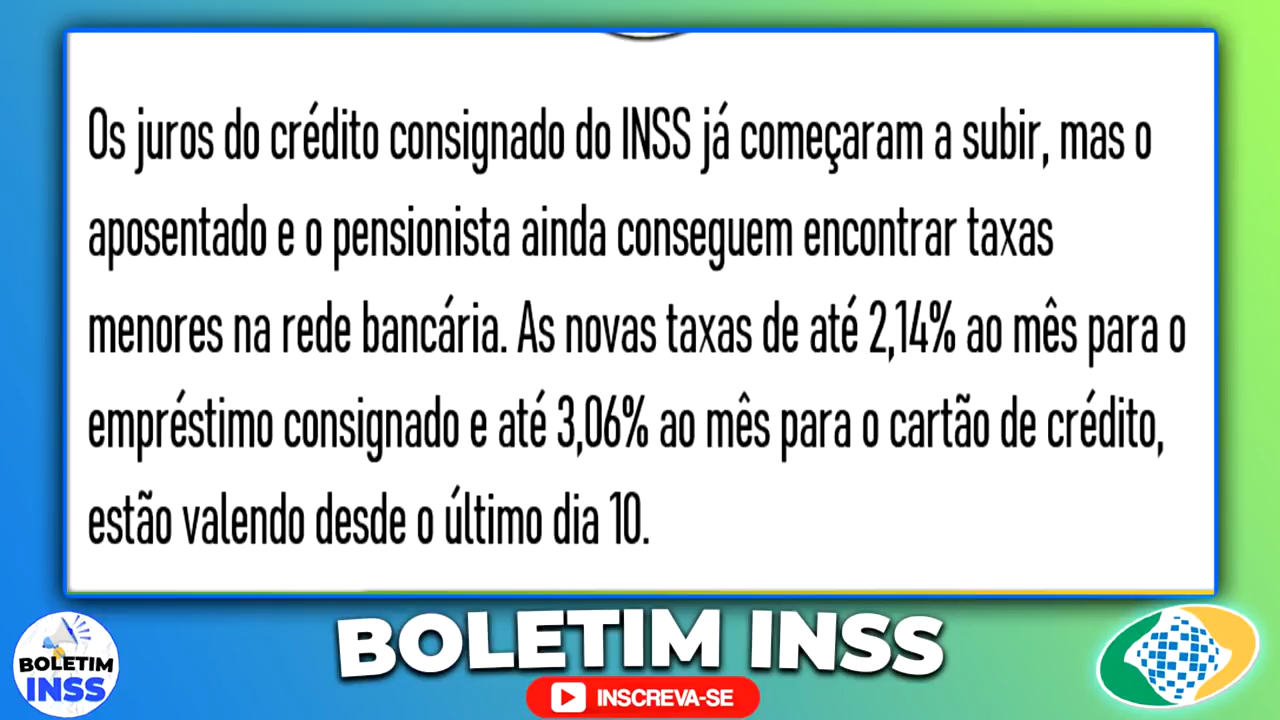 Os juros do crédito consignado do INSS já começaram a subir, mas o
aposentado e o pensionista ainda conseguem encontrar taxas
menores na rede bancária. As novas taxas de até 2,14% ao mês para o
empréstimo consignado e até 3,06% ao mês para o cartão de crédito,
estão valendo desde o último dia 10.
BOLETIM INSS
INSCREVA-SE
BOLETIM
INSS